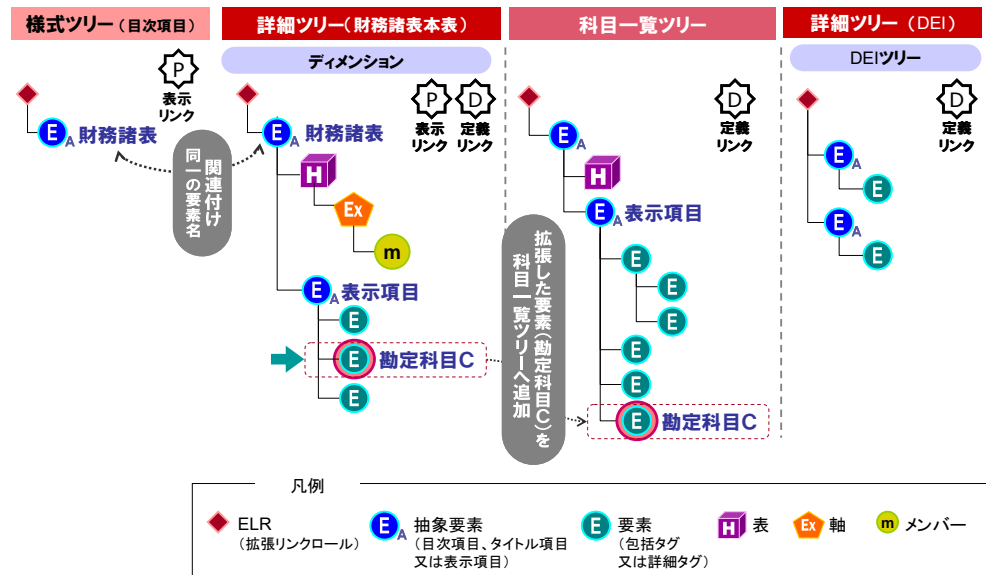 様式ツリー(目次項目)
P
表示
リンク
E A 財務諸表
関連付け
同一の要素名
詳細ツリー(財務諸表本表)
ディメンション
P
表示
リンク
D
定義
リンク
E A 財務諸表
H
Ex
m
E A 表示項目
E
E 勘定科目C
E
拡張した要素(勘定科目C)を
科目一覧ツリーへ追加
科目一覧ツリー
D
定義
リンク
E A
H
E A 表示項目
E
E
E
E
E
E 勘定科目C
詳細ツリー(DEI)
DEIツリー
D
定義
リンク
E A
E
E A
E
凡例
ELR
(拡張リンクロール)
E A 抽象要素
(目次項目、タイトル項目
又は表示項目)
E 要素
(包括タグ
又は詳細タグ)
H 表
Ex 軸
m メンバー